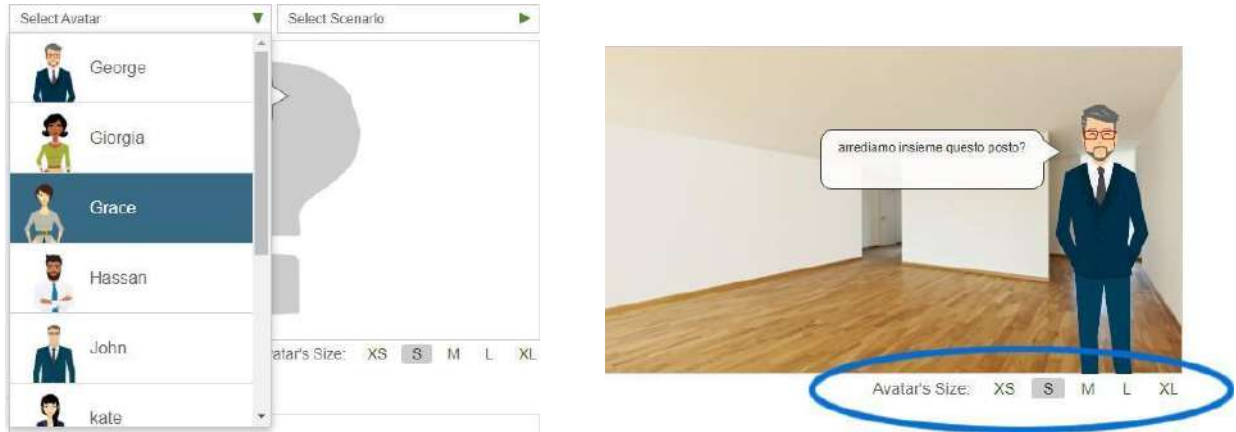 Select Avatar
Select Scenario
George
Giorgia
Grace
Hassan
John
kate
atar's Size: XS S M L XL
arrediamo insieme questo posto?
Avatar's Size: XS S M L XL